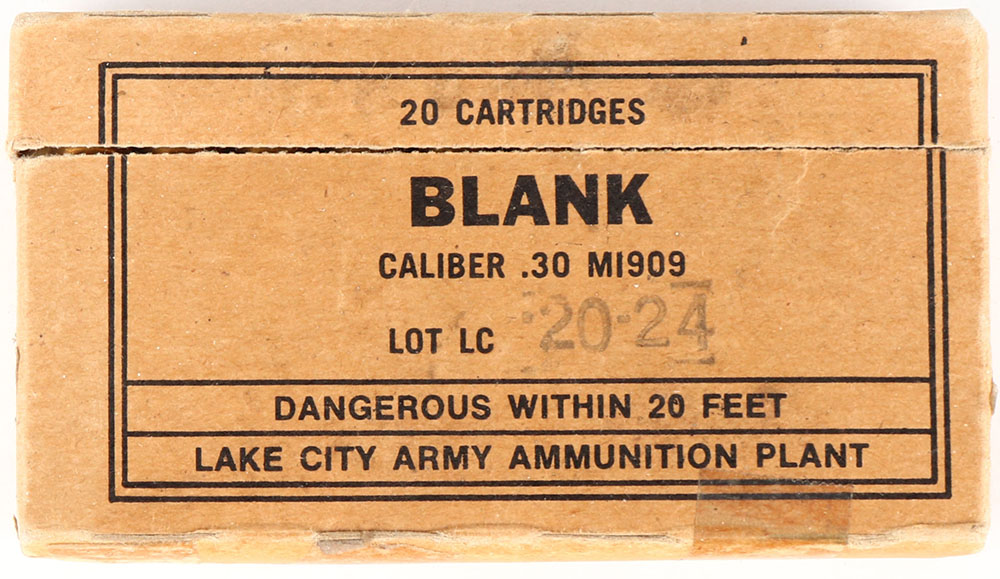 20 CARTRIDGES
BLANK
CALIBER .30 M1909
LOT LC 20-24
DANGEROUS WITHIN 20 FEET
LAKE CITY ARMY AMMUNITION PLANT